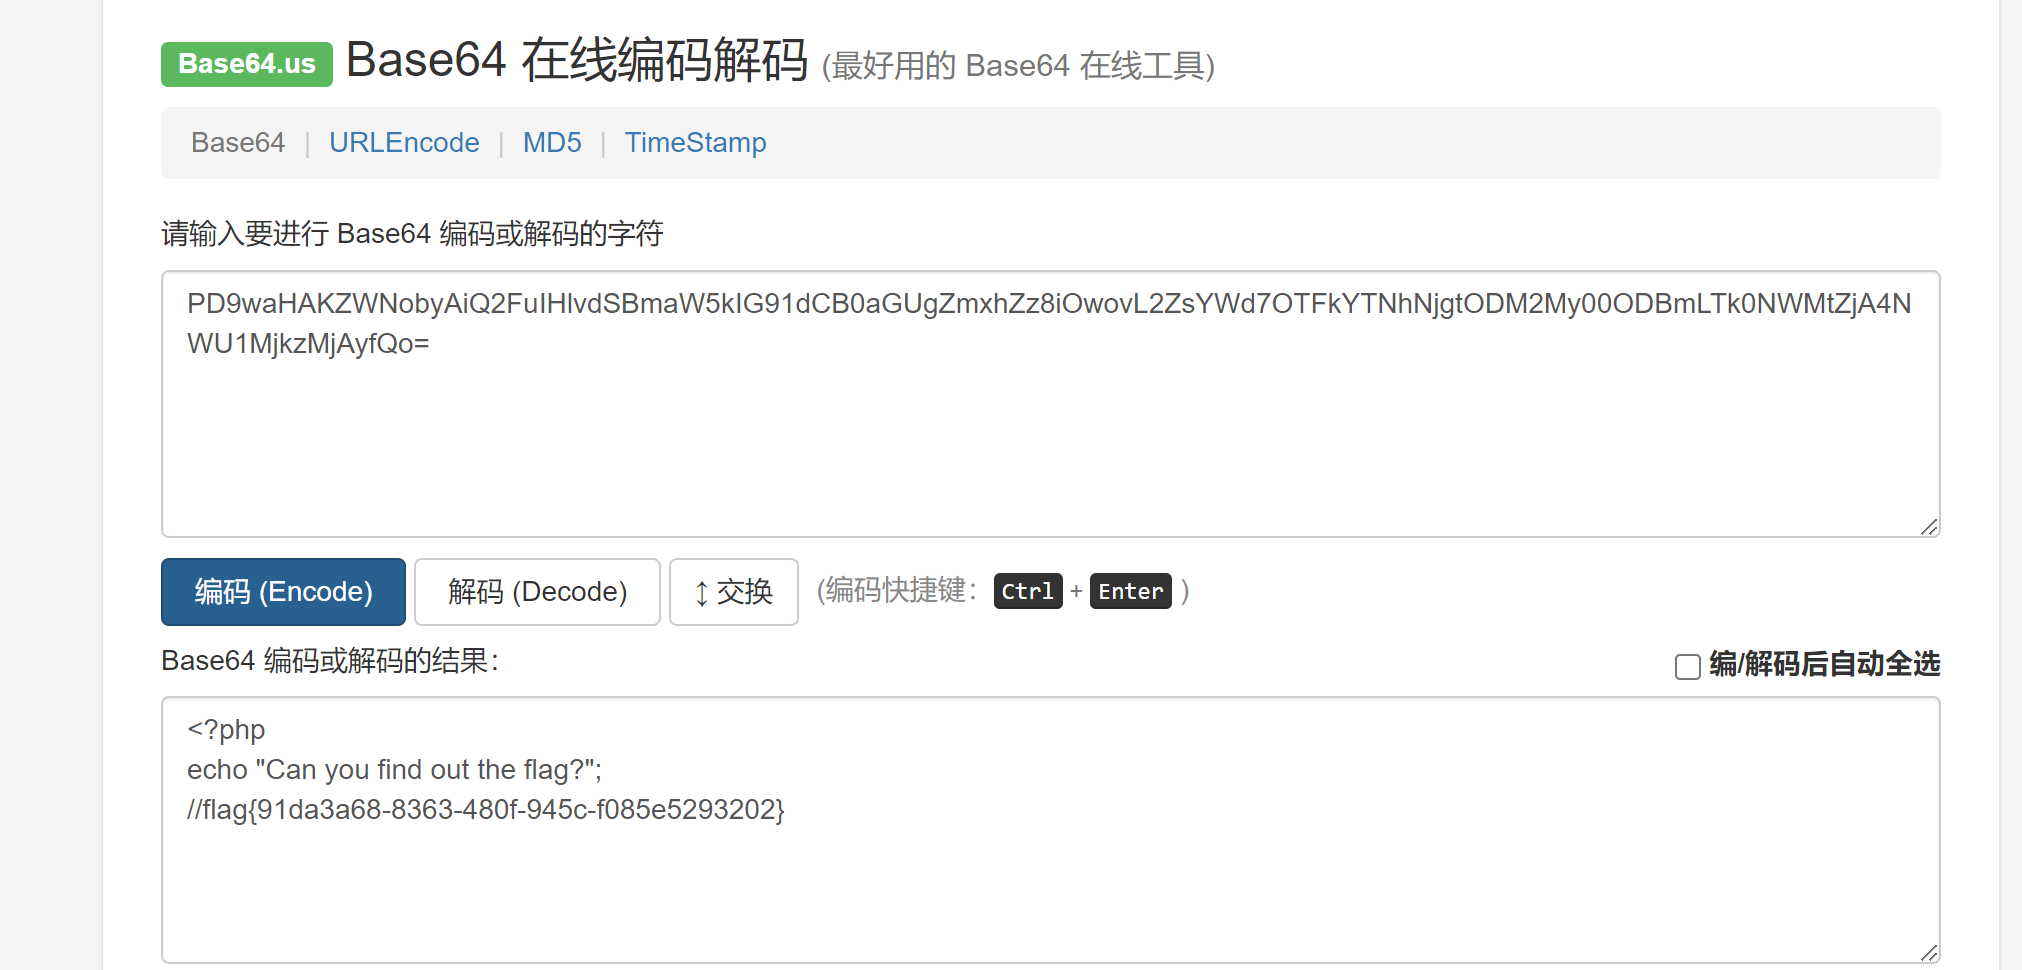 Base64.us Base64 在线编码解码 (最好用的 Base64 在线工具)
Base64 | URLEncode | MD5 | TimeStamp
请输入要进行 Base64 编码或解码的字符
PD9waHAKZWNobyAiQ2FuIHlvdSBmaW5kIG91dCB0aGUgZmxhZz8iOwovL2ZsYWd7OTFkYTNhNjgtODM2My00ODBmLTk0NWMtZjA4N
WU1MjkzMjAyfQo=
编码 (Encode) 解码 (Decode) ↕ 交换 (编码快捷键： Ctrl + Enter )
Base64 编码或解码的结果： 编/解码后自动全选
<?php
echo "Can you find out the flag?";
//flag{91da3a68-8363-480f-945c-f085e5293202}